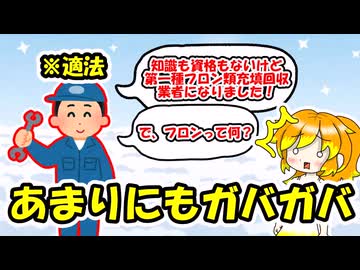 ※適法
知識も資格もないけど
第一種フロン類充填回収
業者になりました！
で、フロンって何？
あまりにもガバガバ